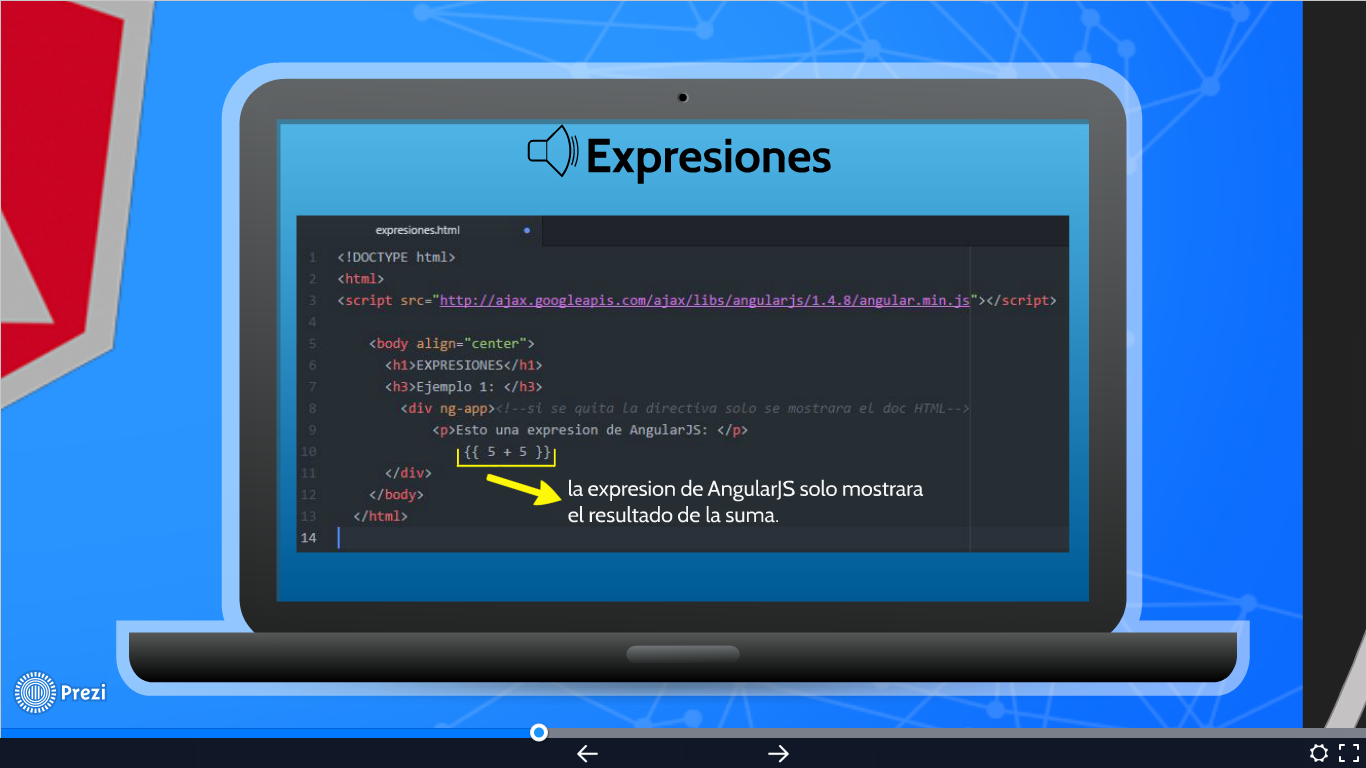 Expresiones
expresiones.html
1 <!DOCTYPE html>
2 <html>
3 <script src="http://ajax.googleapis.com/ajax/libs/angularjs/1.4.8/angular.min.js"></script>
4
5 <body align="center">
6 <h1>EXPRESIONES</h1>
7 <h3>Ejemplo 1: </h3>
8 <div ng-app><!--si se quita la directiva solo se mostrara el doc HTML-->
9 <p>Esto una expresion de AngularJS: </p>
10 {{ 5 + 5 }}
11 </div>
12 </body>
13 </html>
14
la expresion de AngularJS solo mostrara
el resultado de la suma.
Prezi